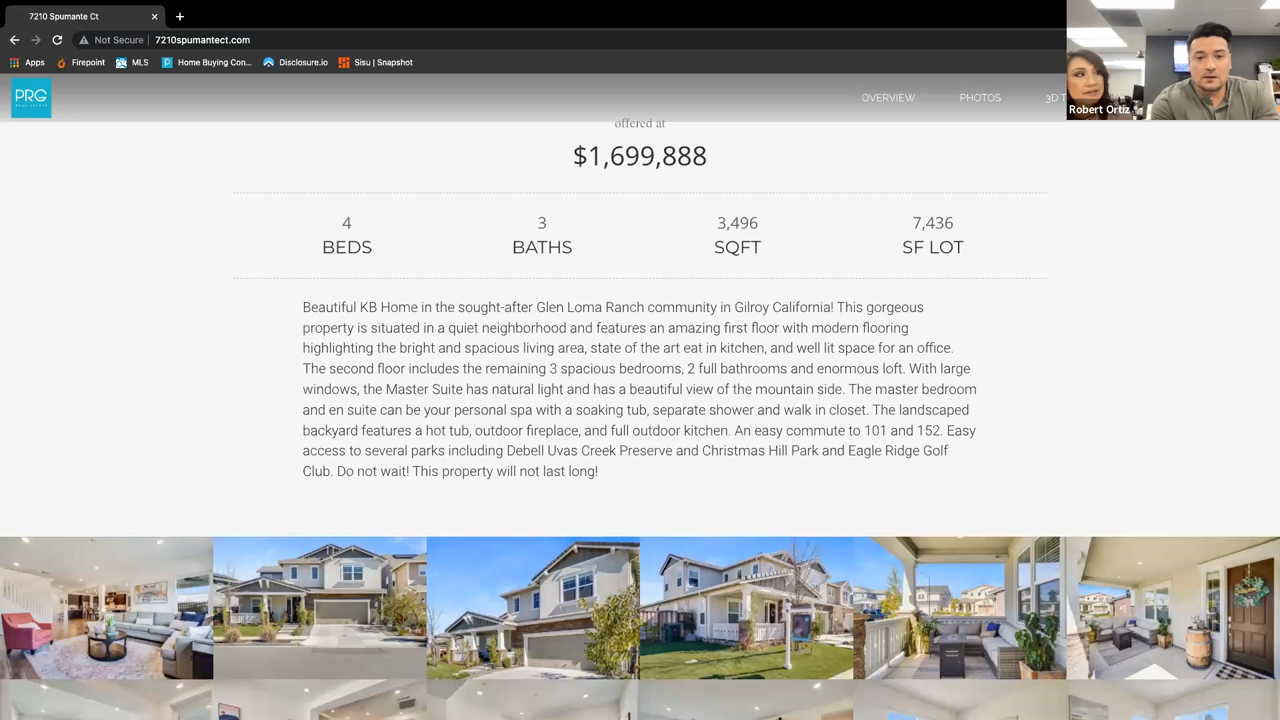 7210 Spumante Ct
Not Secure
7210spumantect.com
Apps
Firepoint
MLS
Home Buying Con...
Disclosure.io
Sisu | Snapshot
PRG
OVERVIEW
PHOTOS
3D T
Robert Ortiz
offered at
$1,699,888
4
BEDS
3
BATHS
3,496
SQFT
7,436
SF LOT
Beautiful KB Home in the sought-after Glen Loma Ranch community in Gilroy California! This gorgeous
property is situated in a quiet neighborhood and features an amazing first floor with modern flooring
highlighting the bright and spacious living area, state of the art eat in kitchen, and well lit space for an office.
The second floor includes the remaining 3 spacious bedrooms, 2 full bathrooms and enormous loft. With large
windows, the Master Suite has natural light and has a beautiful view of the mountain side. The master bedroom
and en suite can be your personal spa with a soaking tub, separate shower and walk in closet. The landscaped
backyard features a hot tub, outdoor fireplace, and full outdoor kitchen. An easy commute to 101 and 152. Easy
access to several parks including Debell Uvas Creek Preserve and Christmas Hill Park and Eagle Ridge Golf
Club. Do not wait! This property will not last long!